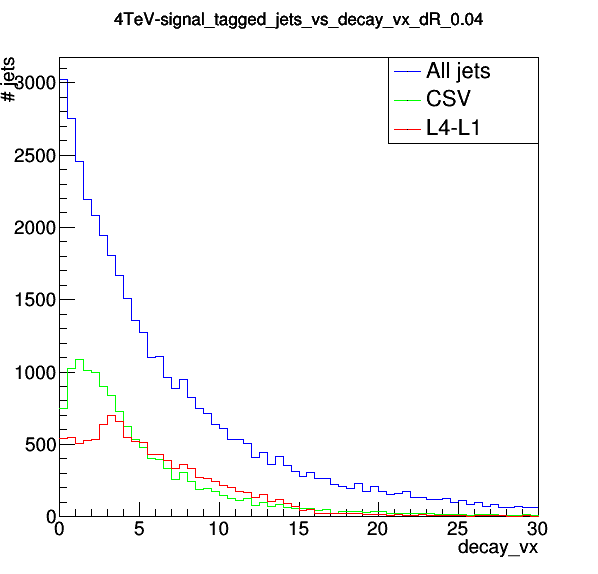 4TeV-signal_tagged_jets_vs_decay_vx_dR_0.04
# jets
All jets
CSV
L4-L1
3000
2500
2000
1500
1000
500
0
0 5 10 15 20 25 30
decay_vx